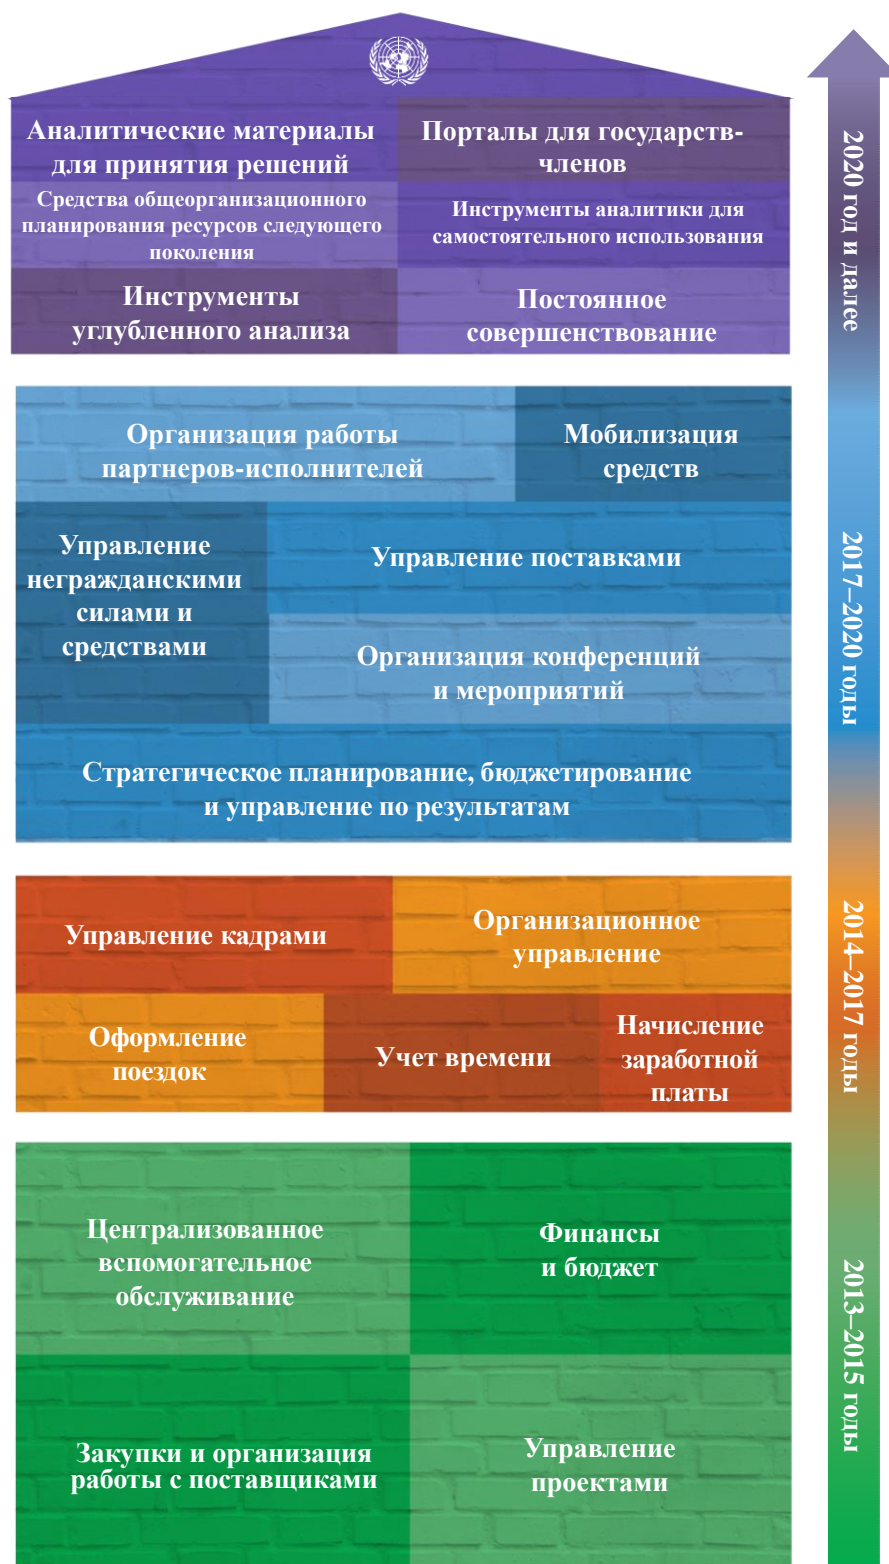 Аналитические материалы
для принятия решений
Порталы для государств-
членов
Средства общеорганизационного
планирования ресурсов следующего
поколения
Инструменты аналитики для
самостоятельного использования
Инструменты
углубленного анализа
Постоянное
совершенствование
2020 год и далее
Организация работы
партнеров-исполнителей
Мобилизация
средств
Управление
негражданскими
силами и
средствами
Управление поставками
Организация конференций
и мероприятий
Стратегическое планирование, бюджетирование
и управление по результатам
2017–2020 годы
Управление кадрами
Организационное
управление
Оформление
поездок
Учет времени
Начисление
заработной
платы
2014–2017 годы
Централизованное
вспомогательное
обслуживание
Финансы
и бюджет
Закупки и организация
работы с поставщиками
Управление
проектами
2013–2015 годы